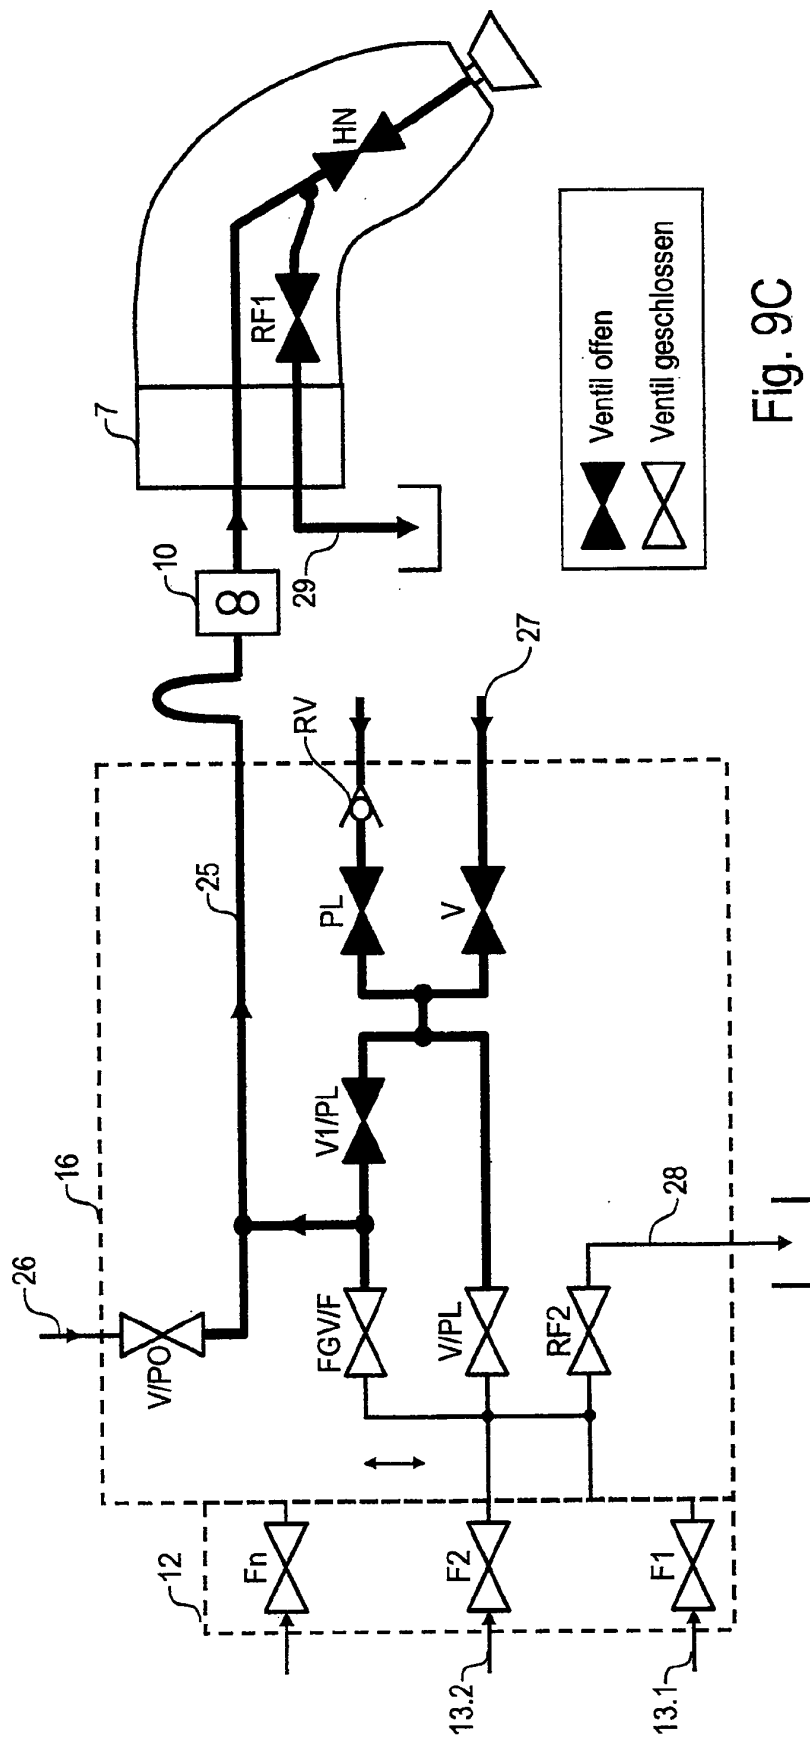 7
HN
RF1
10
8
29
Ventil offen
Ventil geschlossen
Fig. 9C
27
RV
25
PL
V
16
V1/PL
26
V/PO
FGV/F
V/PL
RF2
28
12
Fn
F2
F1
13.2
13.1